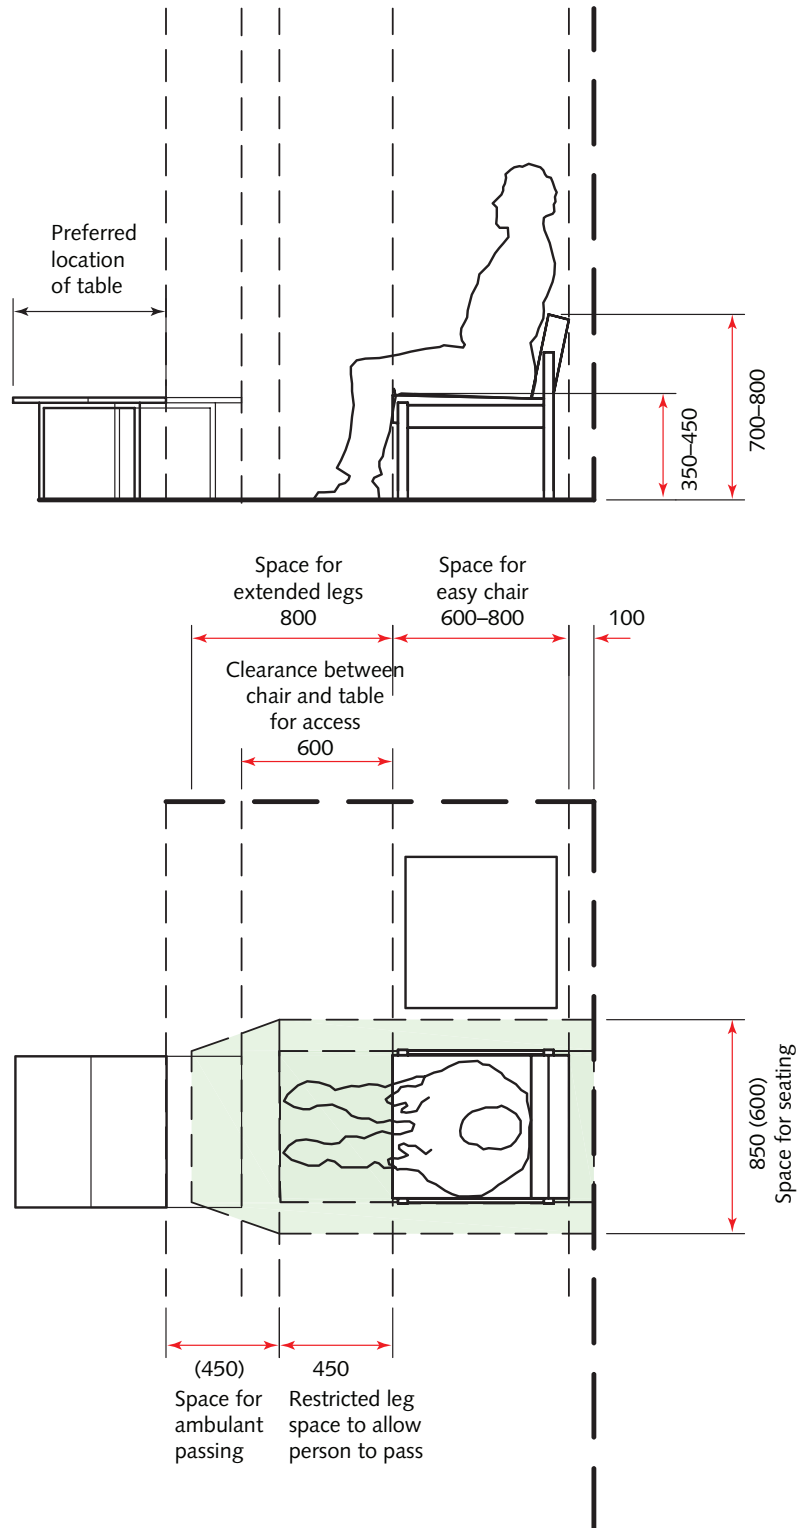 Preferred
location
of table
350–450
700–800
Space for
extended legs
800
Space for
easy chair
600–800
100
Clearance between
chair and table
for access
600
850 (600)
Space for seating
(450)
Space for
ambulant
passing
450
Restricted leg
space to allow
person to pass